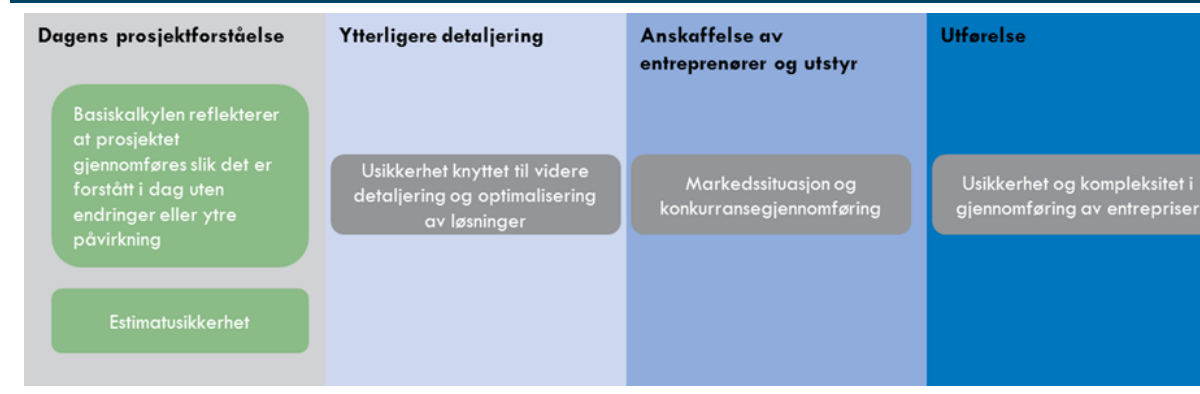 Dagens prosjektforståelse
Basiskalkylen reflekterer
at prosjektet
gjennomføres slik det er
forstått i dag uten
endringer eller ytre
påvirkning
Estimatusikkerhet
Ytterligere detaljering
Usikkerhet knyttet til videre
detaljering og optimalisering
av løsninger
Anskaffelse av
entreprenører og utstyr
Markedssituasjon og
konkurransegjennomføring
Utførelse
Usikkerhet og kompleksitet i
gjennomføring av entrepriser